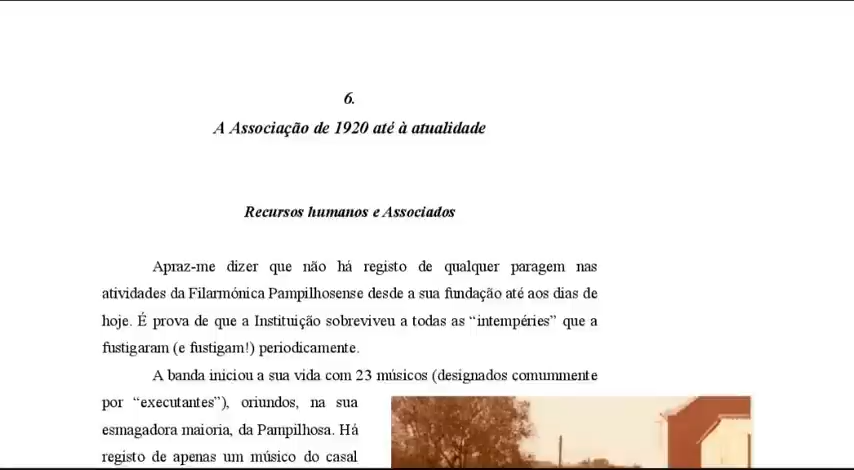 6.
A Associação de 1920 até à atualidade
Recursos humanos e Associados
Apraz-me dizer que não há registo de qualquer paragem nas
atividades da Filarmónica Pampilhosense desde a sua fundação até aos dias de
hoje. É prova de que a Instituição sobreviveu a todas as “intempéries” que a
fustigaram (e fustigam!) periodicamente.
A banda iniciou a sua vida com 23 músicos (designados comummente
por “executantes”), oriundos, na sua
esmagadora maioria, da Pampilhosa. Há
registo de apenas um músico do casal